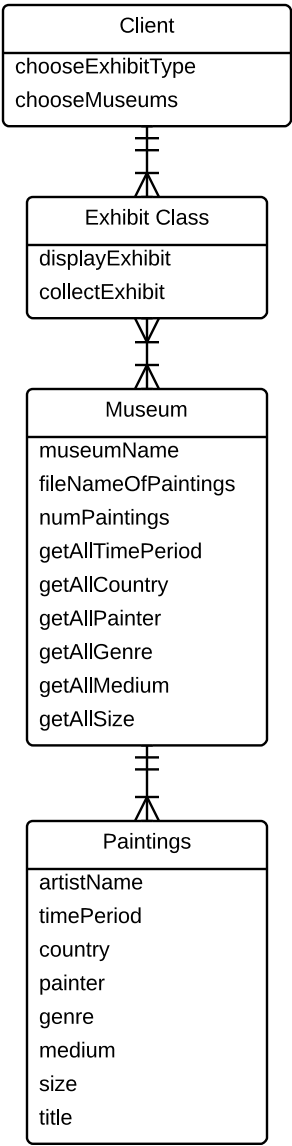 Client
chooseExhibitType
chooseMuseums
Exhibit Class
displayExhibit
collectExhibit
Museum
museumName
fileNameOfPaintings
numPaintings
getAllTimePeriod
getAllCountry
getAllPainter
getAllGenre
getAllMedium
getAllSize
Paintings
artistName
timePeriod
country
painter
genre
medium
size
title